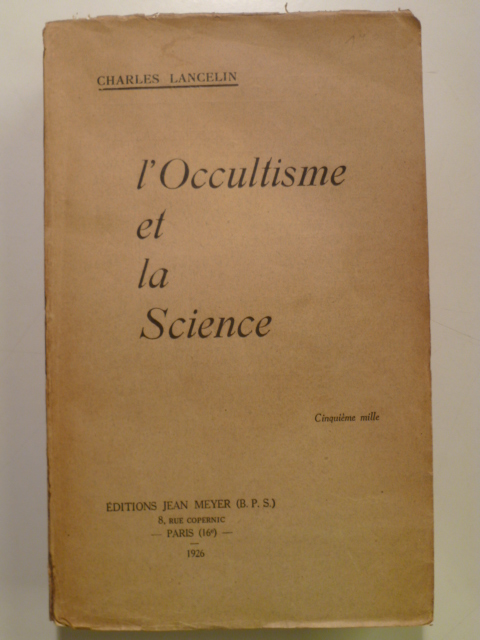 CHARLES LANCELIN
l'Occultisme
et
la
Science
Cinquième mille
ÉDITIONS JEAN MEYER (B. P. S.)
8, RUE COPERNIC
— PARIS (16e) —
1926